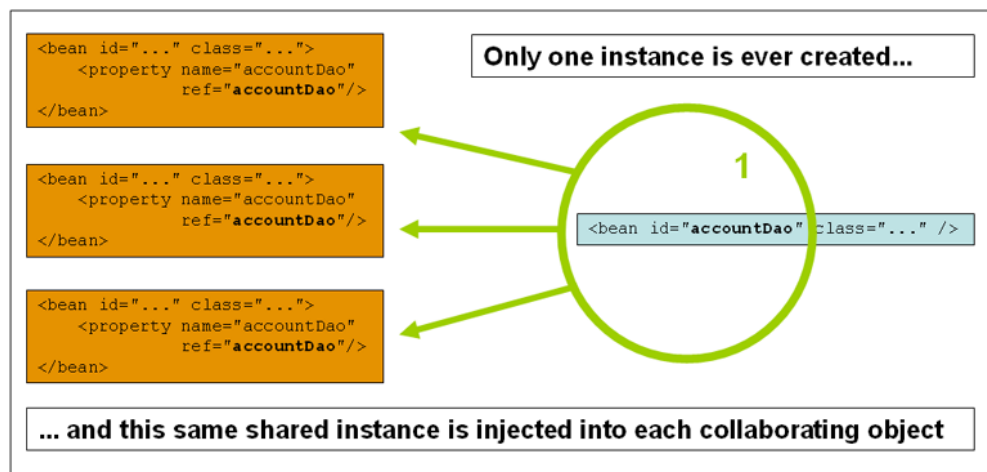 <bean id="..." class="...">
<property name="accountDao"
ref="accountDao"/>
</bean>
Only one instance is ever created...
1
<bean id="..." class="...">
<property name="accountDao"
ref="accountDao"/>
</bean>
<bean id="accountDao" class="..." />
<bean id="..." class="...">
<property name="accountDao"
ref="accountDao"/>
</bean>
... and this same shared instance is injected into each collaborating object